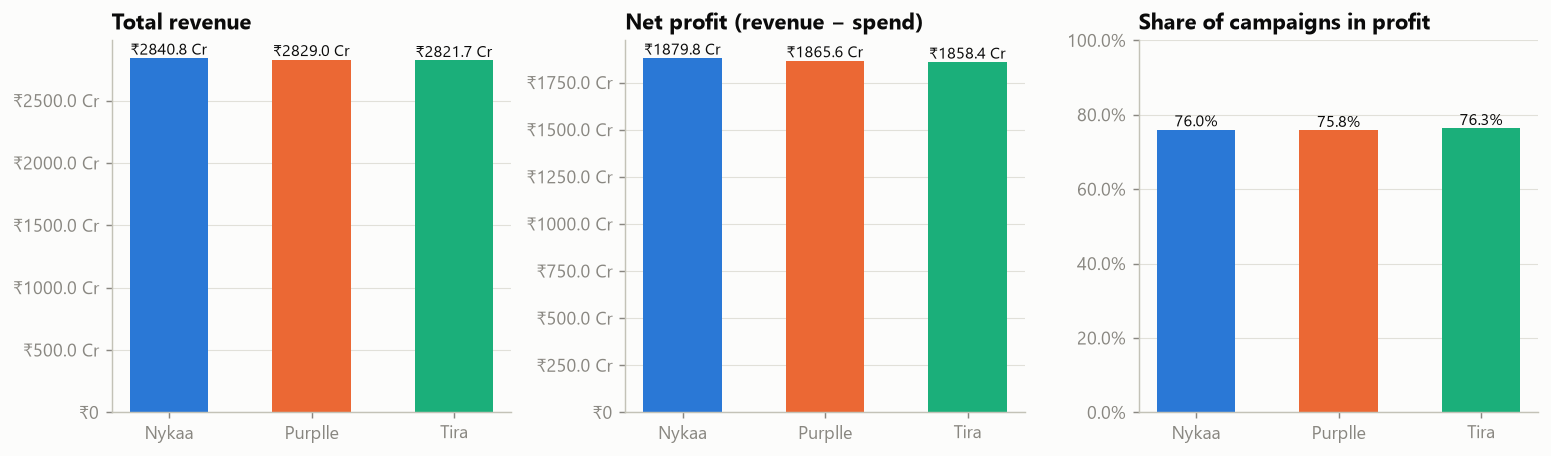 Total revenue
₹2840.8 Cr
₹2829.0 Cr
₹2821.7 Cr
₹2500.0 Cr
₹2000.0 Cr
₹1500.0 Cr
₹1000.0 Cr
₹500.0 Cr
₹0
Nykaa
Purplle
Tira
Net profit (revenue − spend)
₹1879.8 Cr
₹1865.6 Cr
₹1858.4 Cr
₹1750.0 Cr
₹1500.0 Cr
₹1250.0 Cr
₹1000.0 Cr
₹750.0 Cr
₹500.0 Cr
₹250.0 Cr
₹0
Nykaa
Purplle
Tira
Share of campaigns in profit
100.0%
80.0%
60.0%
40.0%
20.0%
0.0%
76.0%
75.8%
76.3%
Nykaa
Purplle
Tira